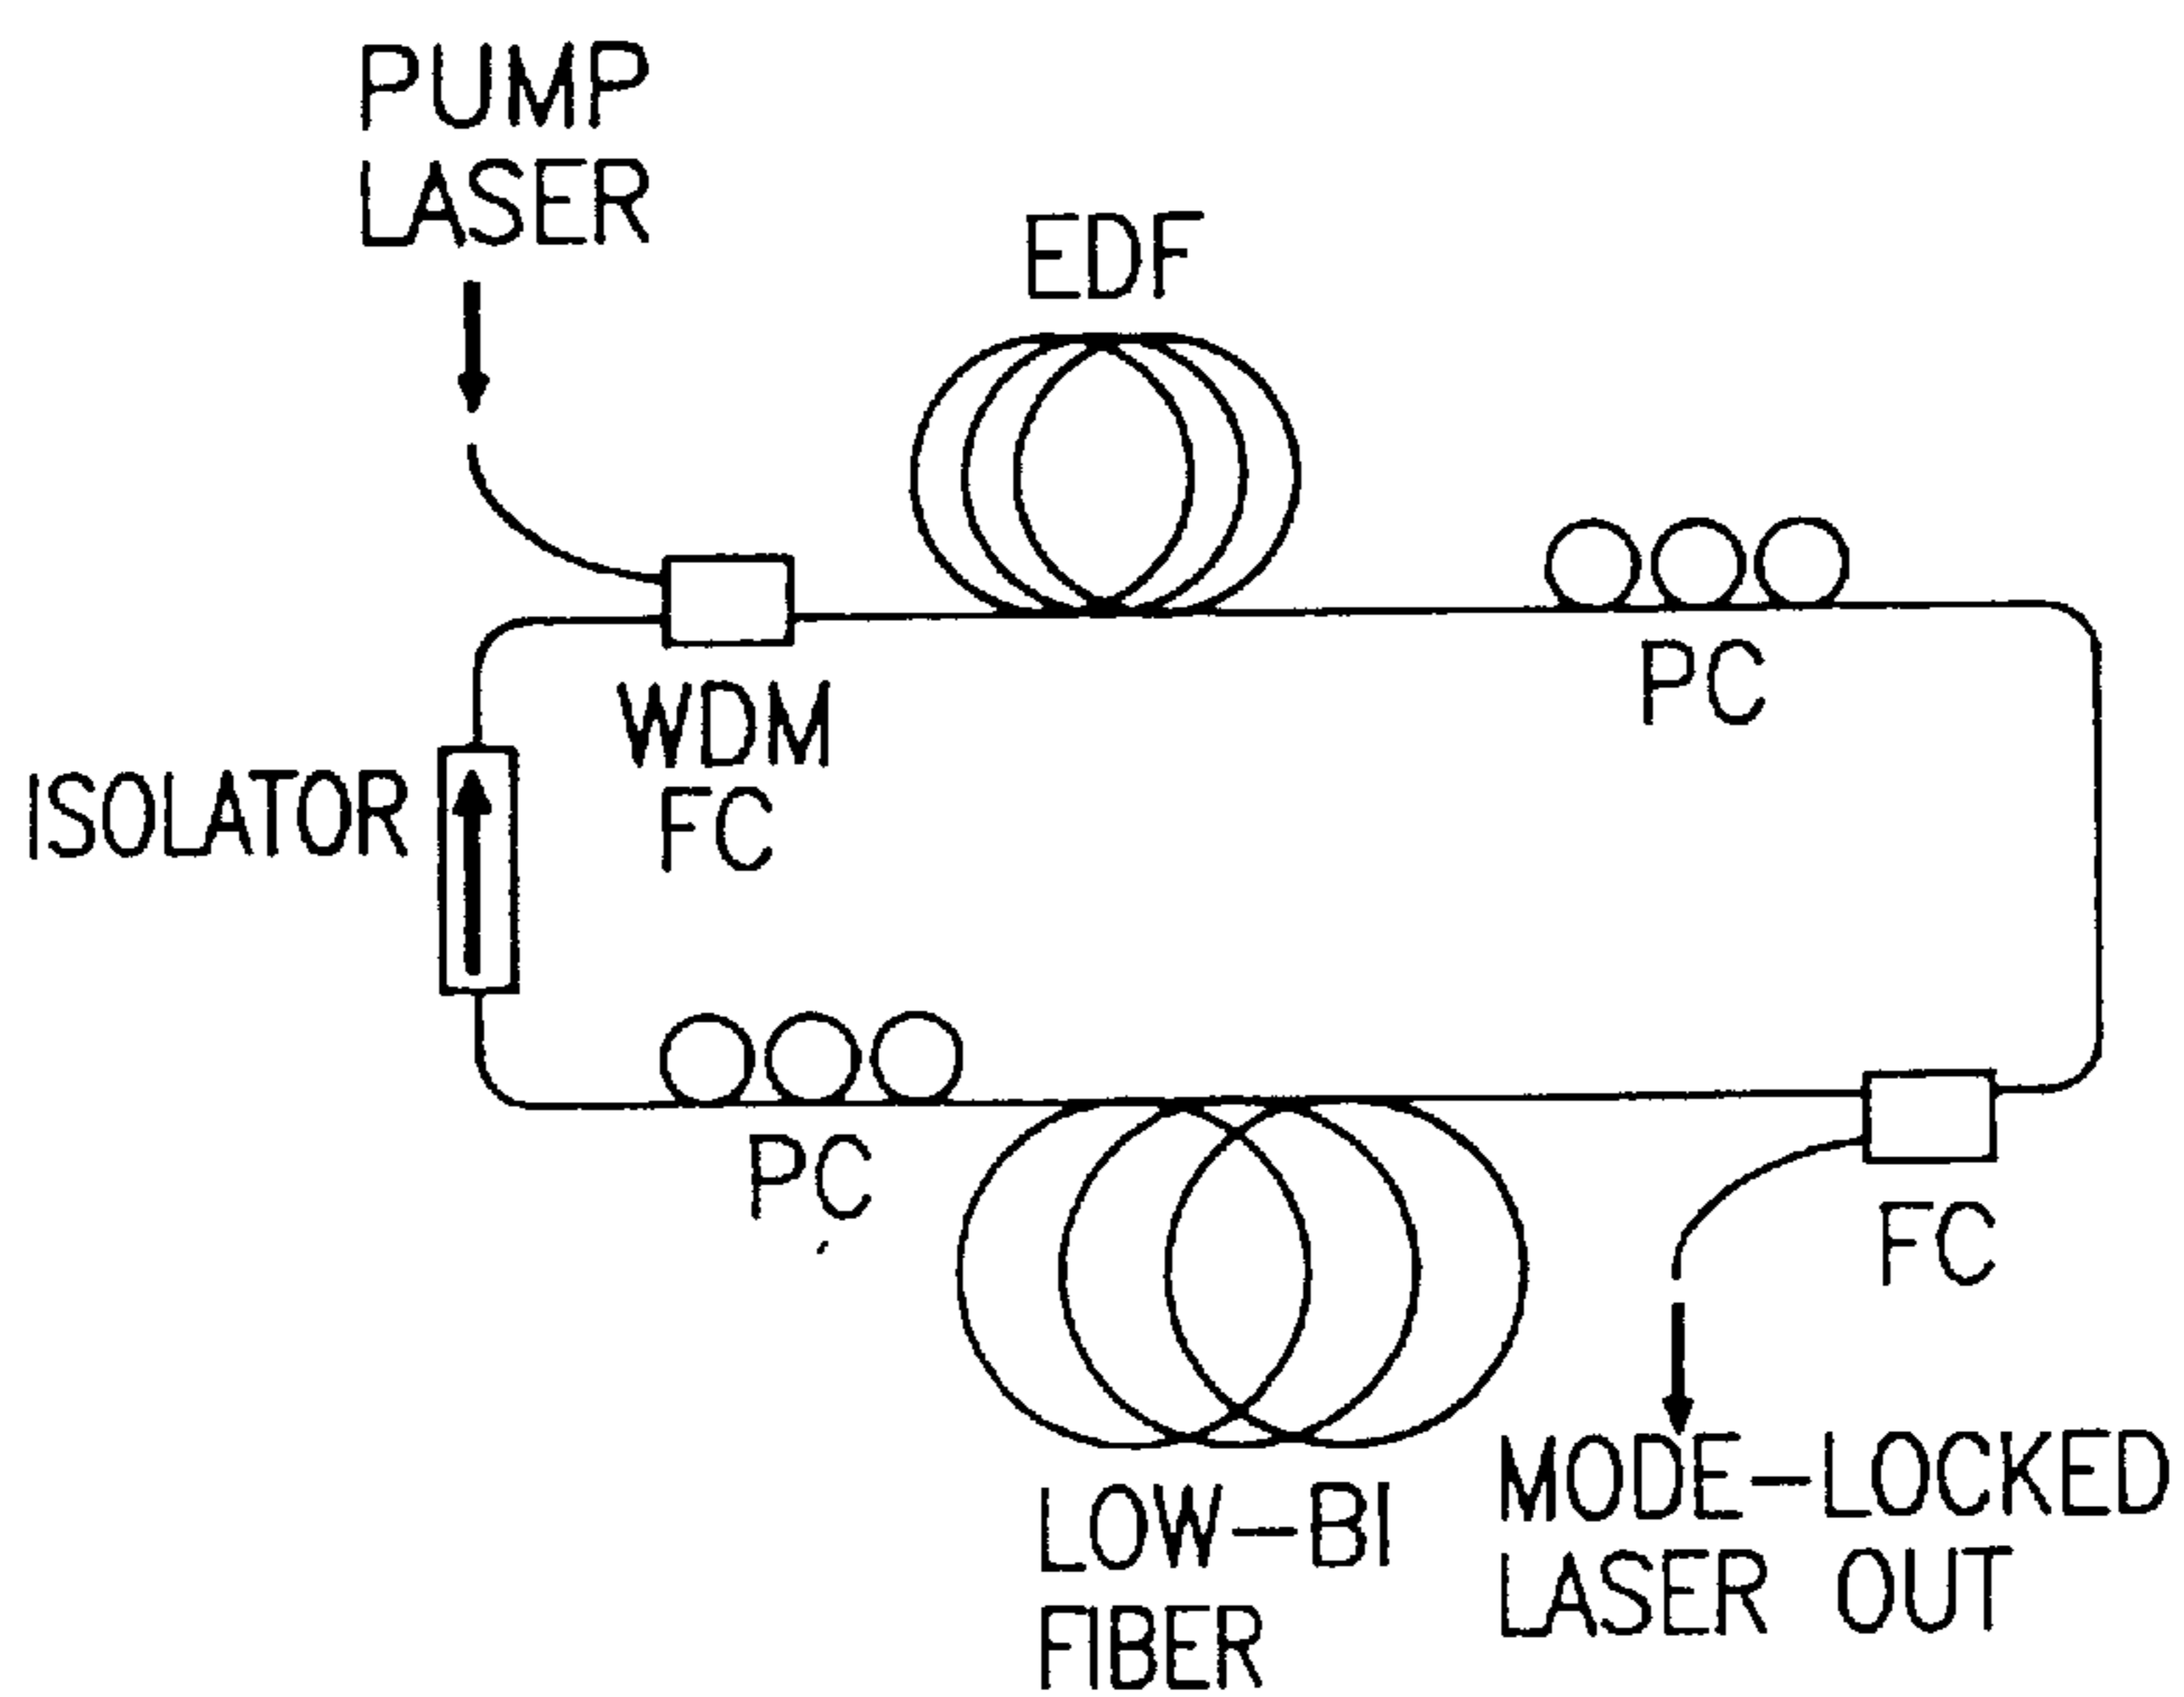 PUMP
LASER
EDF
PC
WDM
FC
ISOLATOR
PC
FC
LOW-BI
FIBER
MODE-LOCKED
LASER OUT